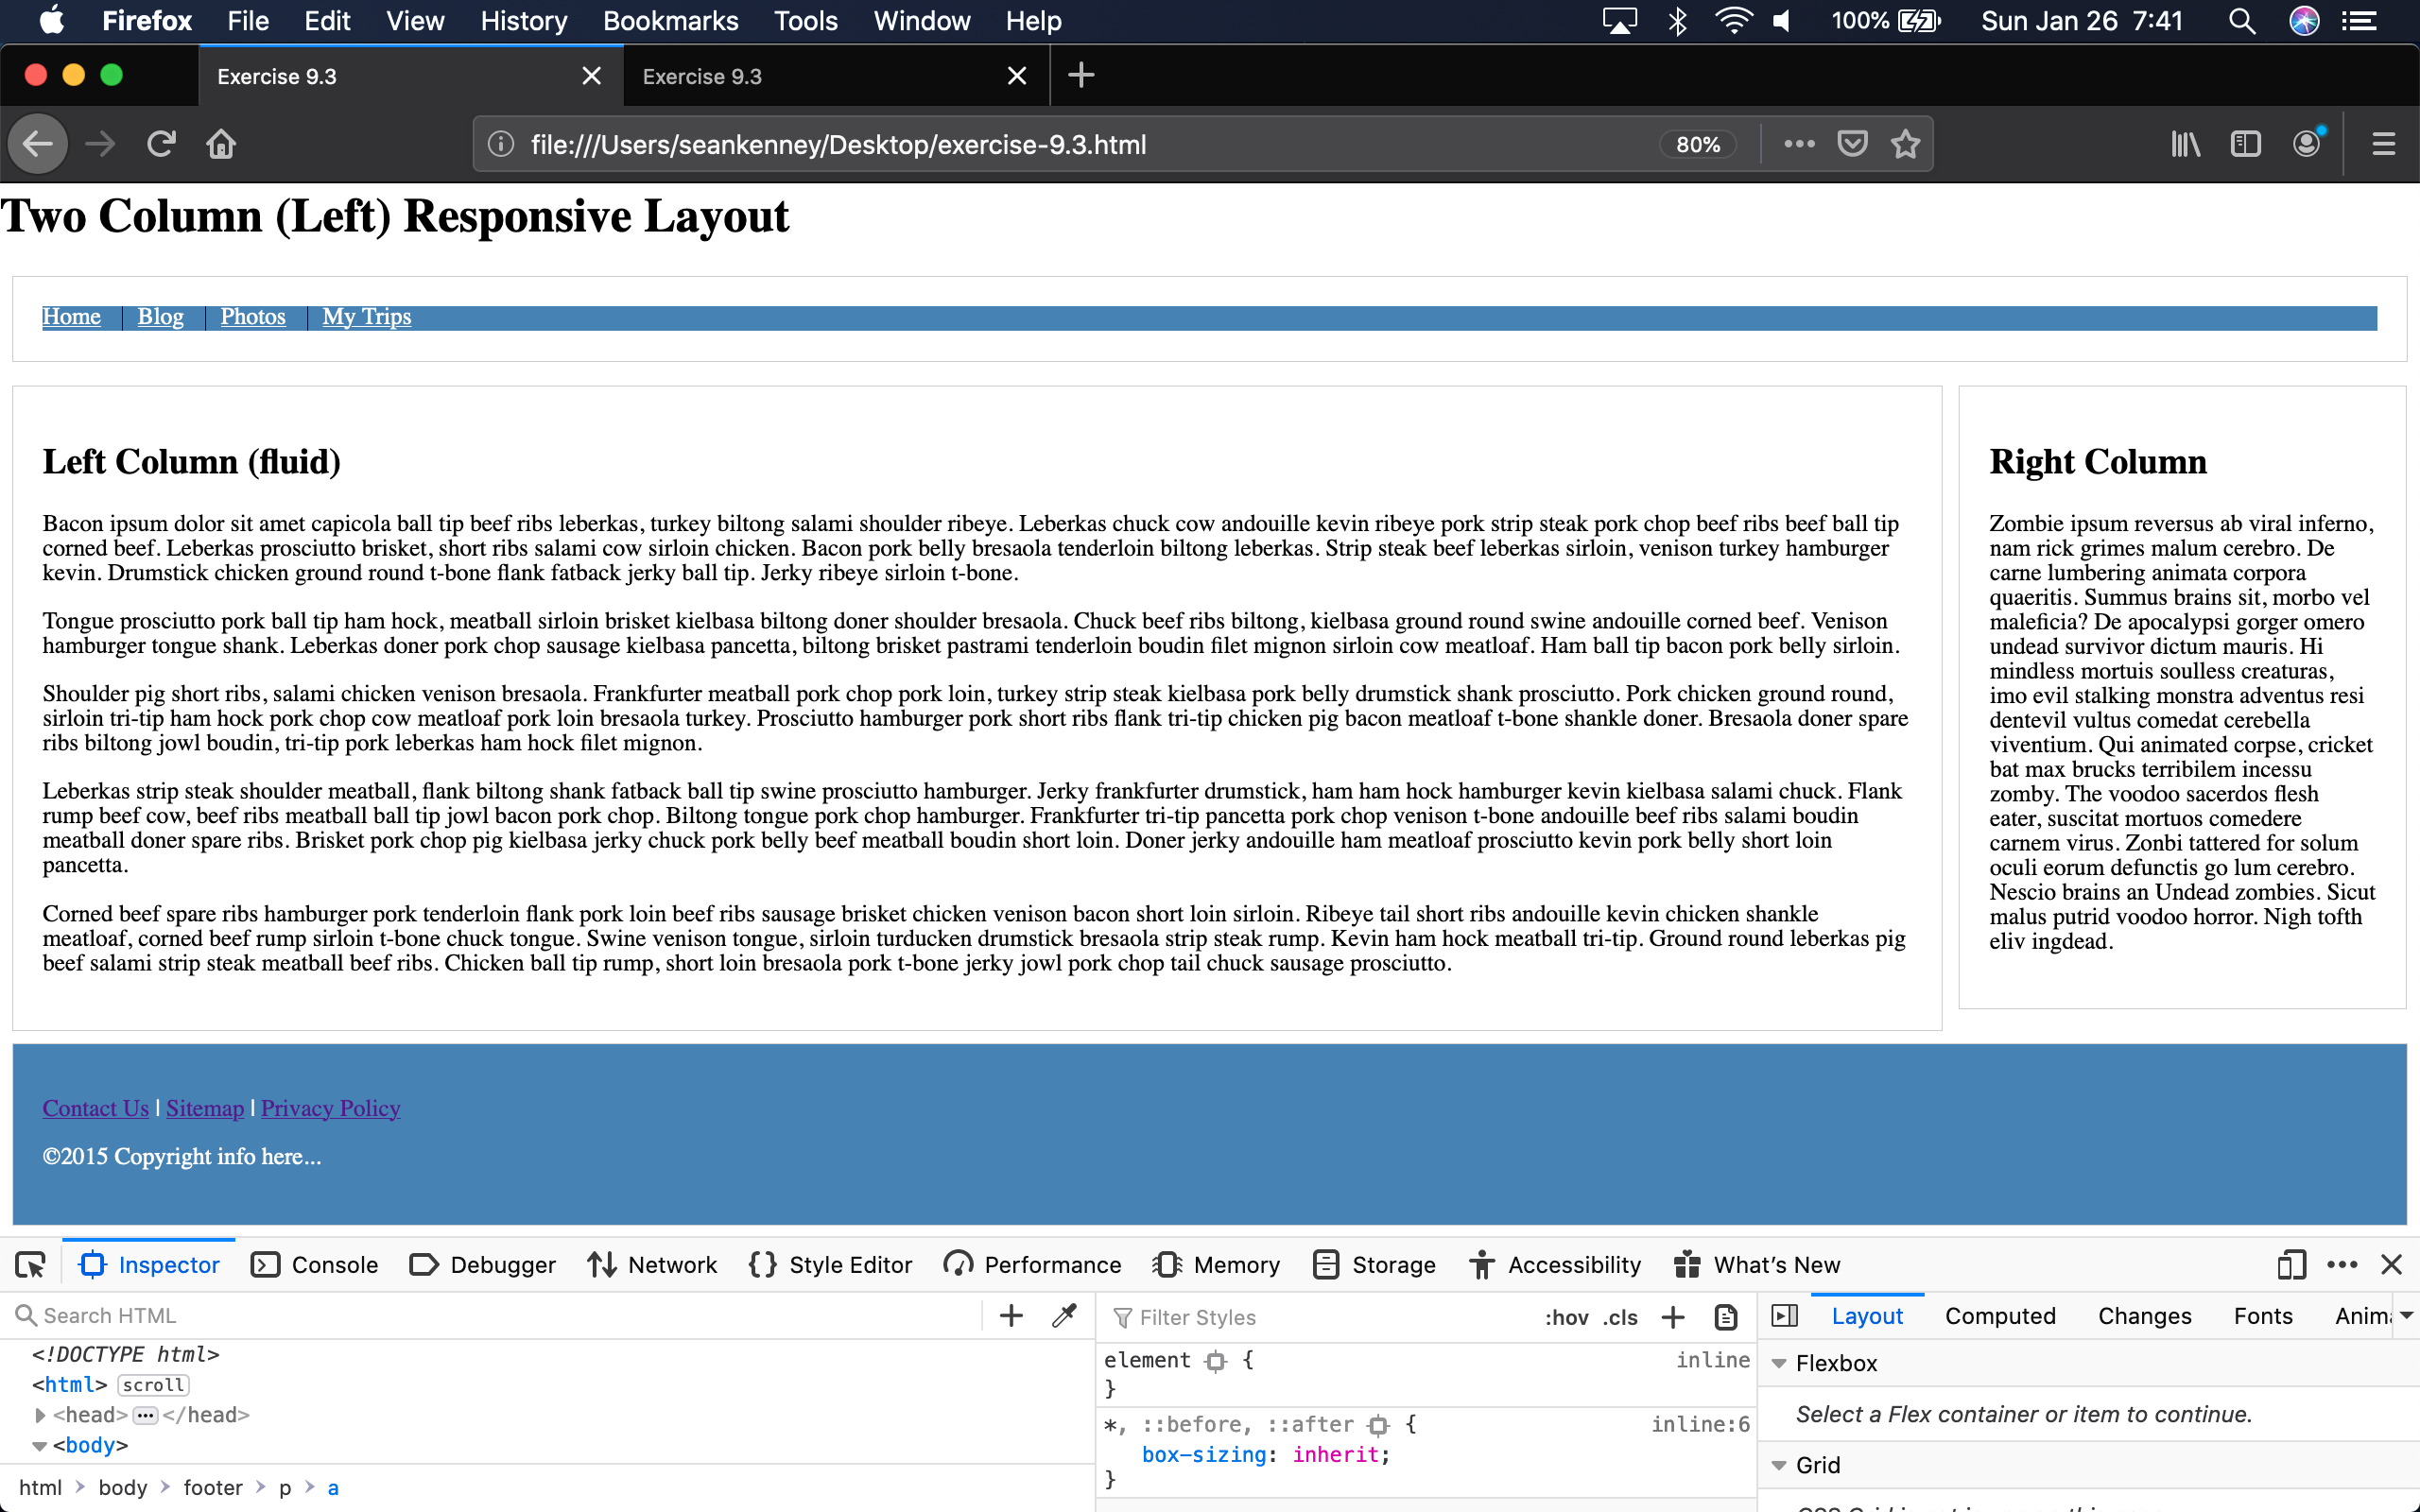 Firefox File Edit View History Bookmarks Tools Window Help 100% Sun Jan 26 7:41
Exercise 9.3 Exercise 9.3
file:///Users/seankenney/Desktop/exercise-9.3.html 80%
Two Column (Left) Responsive Layout
Home Blog Photos My Trips
Left Column (fluid)
Bacon ipsum dolor sit amet capicola ball tip beef ribs leberkas, turkey biltong salami shoulder ribeye. Leberkas chuck cow andouille kevin ribeye pork strip steak pork chop beef ribs beef ball tip
corned beef. Leberkas prosciutto brisket, short ribs salami cow sirloin chicken. Bacon pork belly bresaola tenderloin biltong leberkas. Strip steak beef leberkas sirloin, venison turkey hamburger
kevin. Drumstick chicken ground round t-bone flank fatback jerky ball tip. Jerky ribeye sirloin t-bone.
Tongue prosciutto pork ball tip ham hock, meatball sirloin brisket kielbasa biltong doner shoulder bresaola. Chuck beef ribs biltong, kielbasa ground round swine andouille corned beef. Venison
hamburger tongue shank. Leberkas doner pork chop sausage kielbasa pancetta, biltong brisket pastrami tenderloin boudin filet mignon sirloin cow meatloaf. Ham ball tip bacon pork belly sirloin.
Shoulder pig short ribs, salami chicken venison bresaola. Frankfurter meatball pork chop pork loin, turkey strip steak kielbasa pork belly drumstick shank prosciutto. Pork chicken ground round,
sirloin tri-tip ham hock pork chop cow meatloaf pork loin bresaola turkey. Prosciutto hamburger pork short ribs flank tri-tip chicken pig bacon meatloaf t-bone shankle doner. Bresaola doner spare
ribs biltong jowl boudin, tri-tip pork leberkas ham hock filet mignon.
Leberkas strip steak shoulder meatball, flank biltong shank fatback ball tip swine prosciutto hamburger. Jerky frankfurter drumstick, ham ham hock hamburger kevin kielbasa salami chuck. Flank
rump beef cow, beef ribs meatball ball tip jowl bacon pork chop. Biltong tongue pork chop hamburger. Frankfurter tri-tip pancetta pork chop venison t-bone andouille beef ribs salami boudin
meatball doner spare ribs. Brisket pork chop pig kielbasa jerky chuck pork belly beef meatball boudin short loin. Doner jerky andouille ham meatloaf prosciutto kevin pork belly short loin
pancetta.
Corned beef spare ribs hamburger pork tenderloin flank pork loin beef ribs sausage brisket chicken venison bacon short loin sirloin. Ribeye tail short ribs andouille kevin chicken shankle
meatloaf, corned beef rump sirloin t-bone chuck tongue. Swine venison tongue, sirloin turducken drumstick bresaola strip steak rump. Kevin ham hock meatball tri-tip. Ground round leberkas pig
beef salami strip steak meatball beef ribs. Chicken ball tip rump, short loin bresaola pork t-bone jerky jowl pork chop tail chuck sausage prosciutto.
Right Column
Zombie ipsum reversus ab viral inferno,
nam rick grimes malum cerebro. De
carne lumbering animata corpora
quaeritis. Summus brains sit, morbo vel
maleficia? De apocalypsi gorger omero
undead survivor dictum mauris. Hi
mindless mortuis soulless creaturas,
imo evil stalking monstra adventus resi
dentevil vultus comedat cerebella
viventium. Qui animated corpse, cricket
bat max brucks terribilem incessu
zomby. The voodoo sacerdos flesh
eater, suscitat mortuos comedere
carnem virus. Zonbi tattered for solum
oculi eorum defunctis go lum cerebro.
Nescio brains an Undead zombies. Sicut
malus putrid voodoo horror. Nigh tofth
eliv ingdead.
Contact Us | Sitemap | Privacy Policy
©2015 Copyright info here...
Inspector Console Debugger Network Style Editor Performance Memory Storage Accessibility What's New
Search HTML
<!DOCTYPE html>
<html> scroll
<head> ••• </head>
<body>
html > body > footer > p > a
Filter Styles :hov .cls
element { inline
}
*, ::before, ::after { inline:6
box-sizing: inherit;
}
Layout Computed Changes Fonts Anim
Flexbox
Select a Flex container or item to continue.
Grid